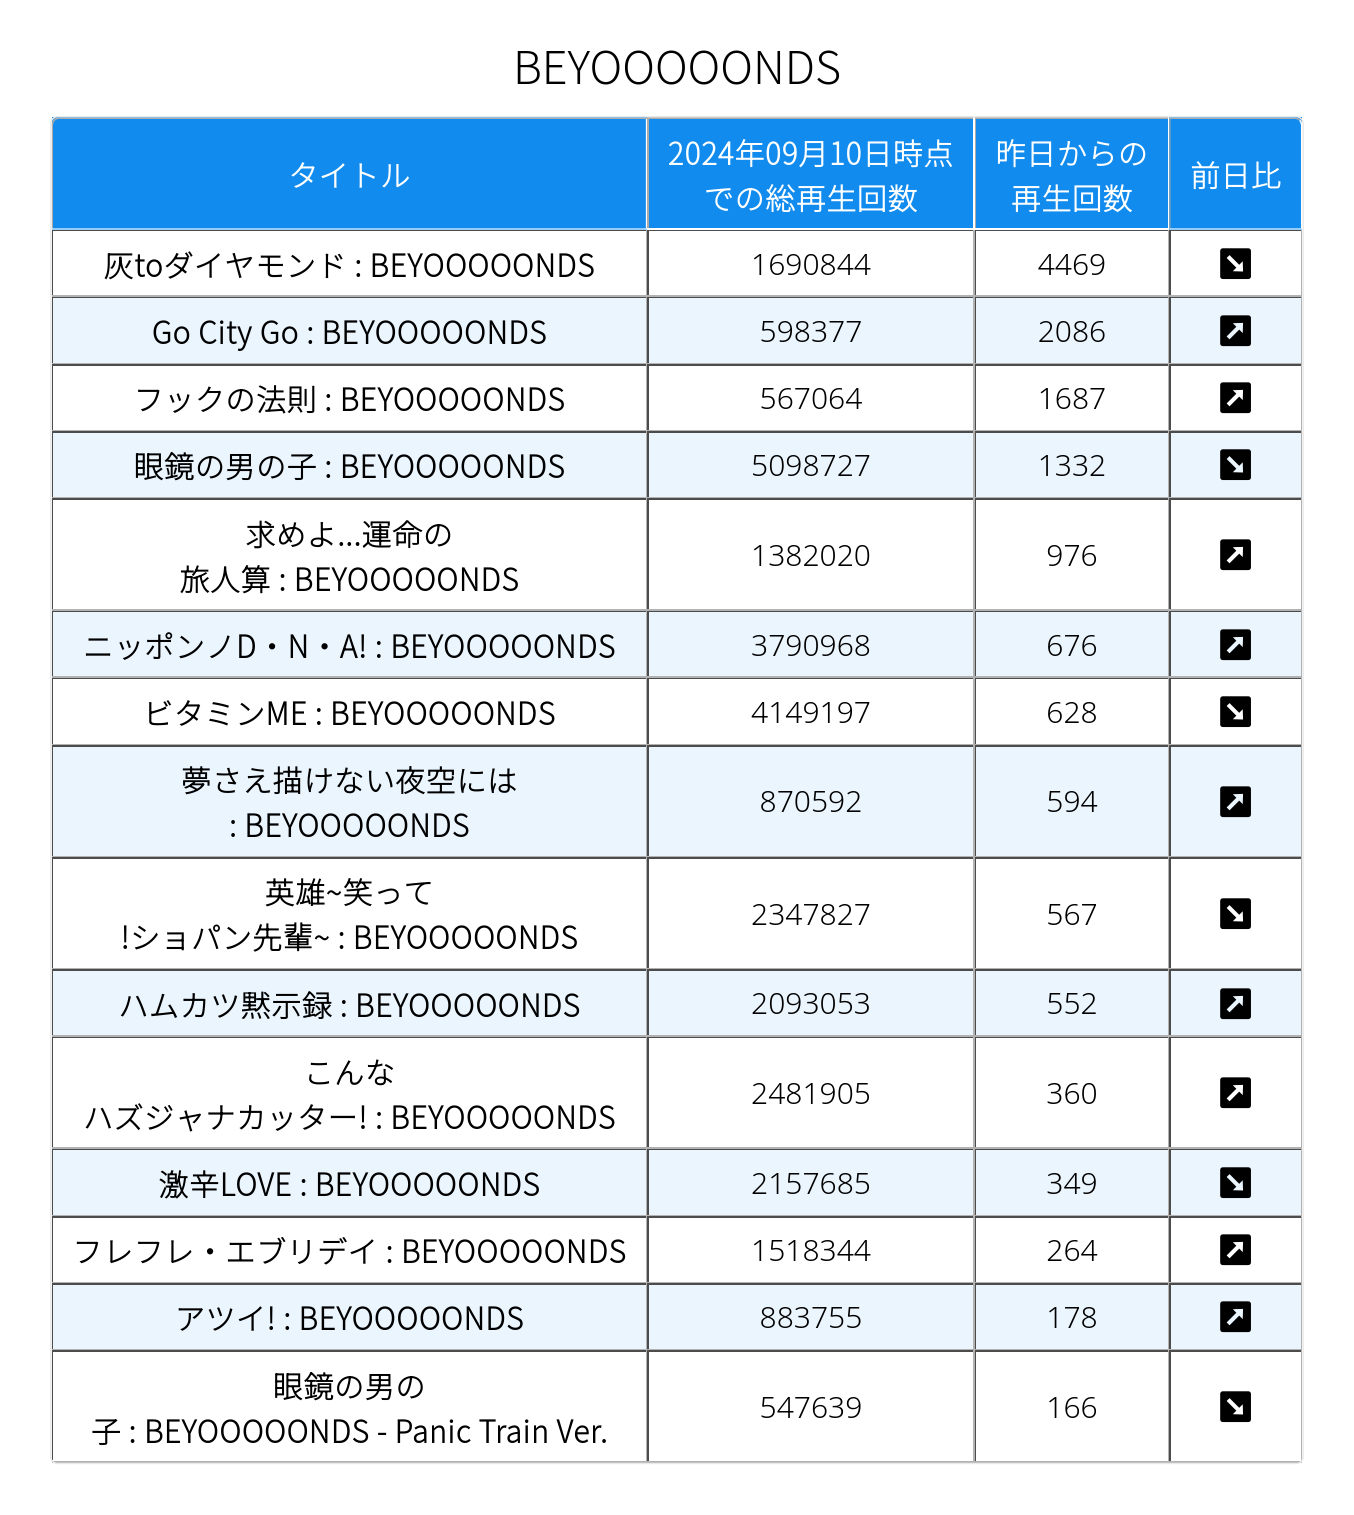 BEYOOOOONDS
タイトル
2024年09月10日時点
での総再生回数
昨日からの
再生回数
前日比
灰toダイヤモンド : BEYOOOOONDS
1690844
4469
Go City Go : BEYOOOOONDS
598377
2086
フックの法則 : BEYOOOOONDS
567064
1687
眼鏡の男の子 : BEYOOOOONDS
5098727
1332
求めよ...運命の
旅人算 : BEYOOOOONDS
1382020
976
ニッポンノD・N・A! : BEYOOOOONDS
3790968
676
ビタミンME : BEYOOOOONDS
4149197
628
夢さえ描けない夜空には
: BEYOOOOONDS
870592
594
英雄~笑って
!ショパン先輩~ : BEYOOOOONDS
2347827
567
ハムカツ黙示録 : BEYOOOOONDS
2093053
552
こんな
ハズジャナカッター! : BEYOOOOONDS
2481905
360
激辛LOVE : BEYOOOOONDS
2157685
349
フレフレ・エブリデイ : BEYOOOOONDS
1518344
264
アツイ! : BEYOOOOONDS
883755
178
眼鏡の男の
子 : BEYOOOOONDS - Panic Train Ver.
547639
166